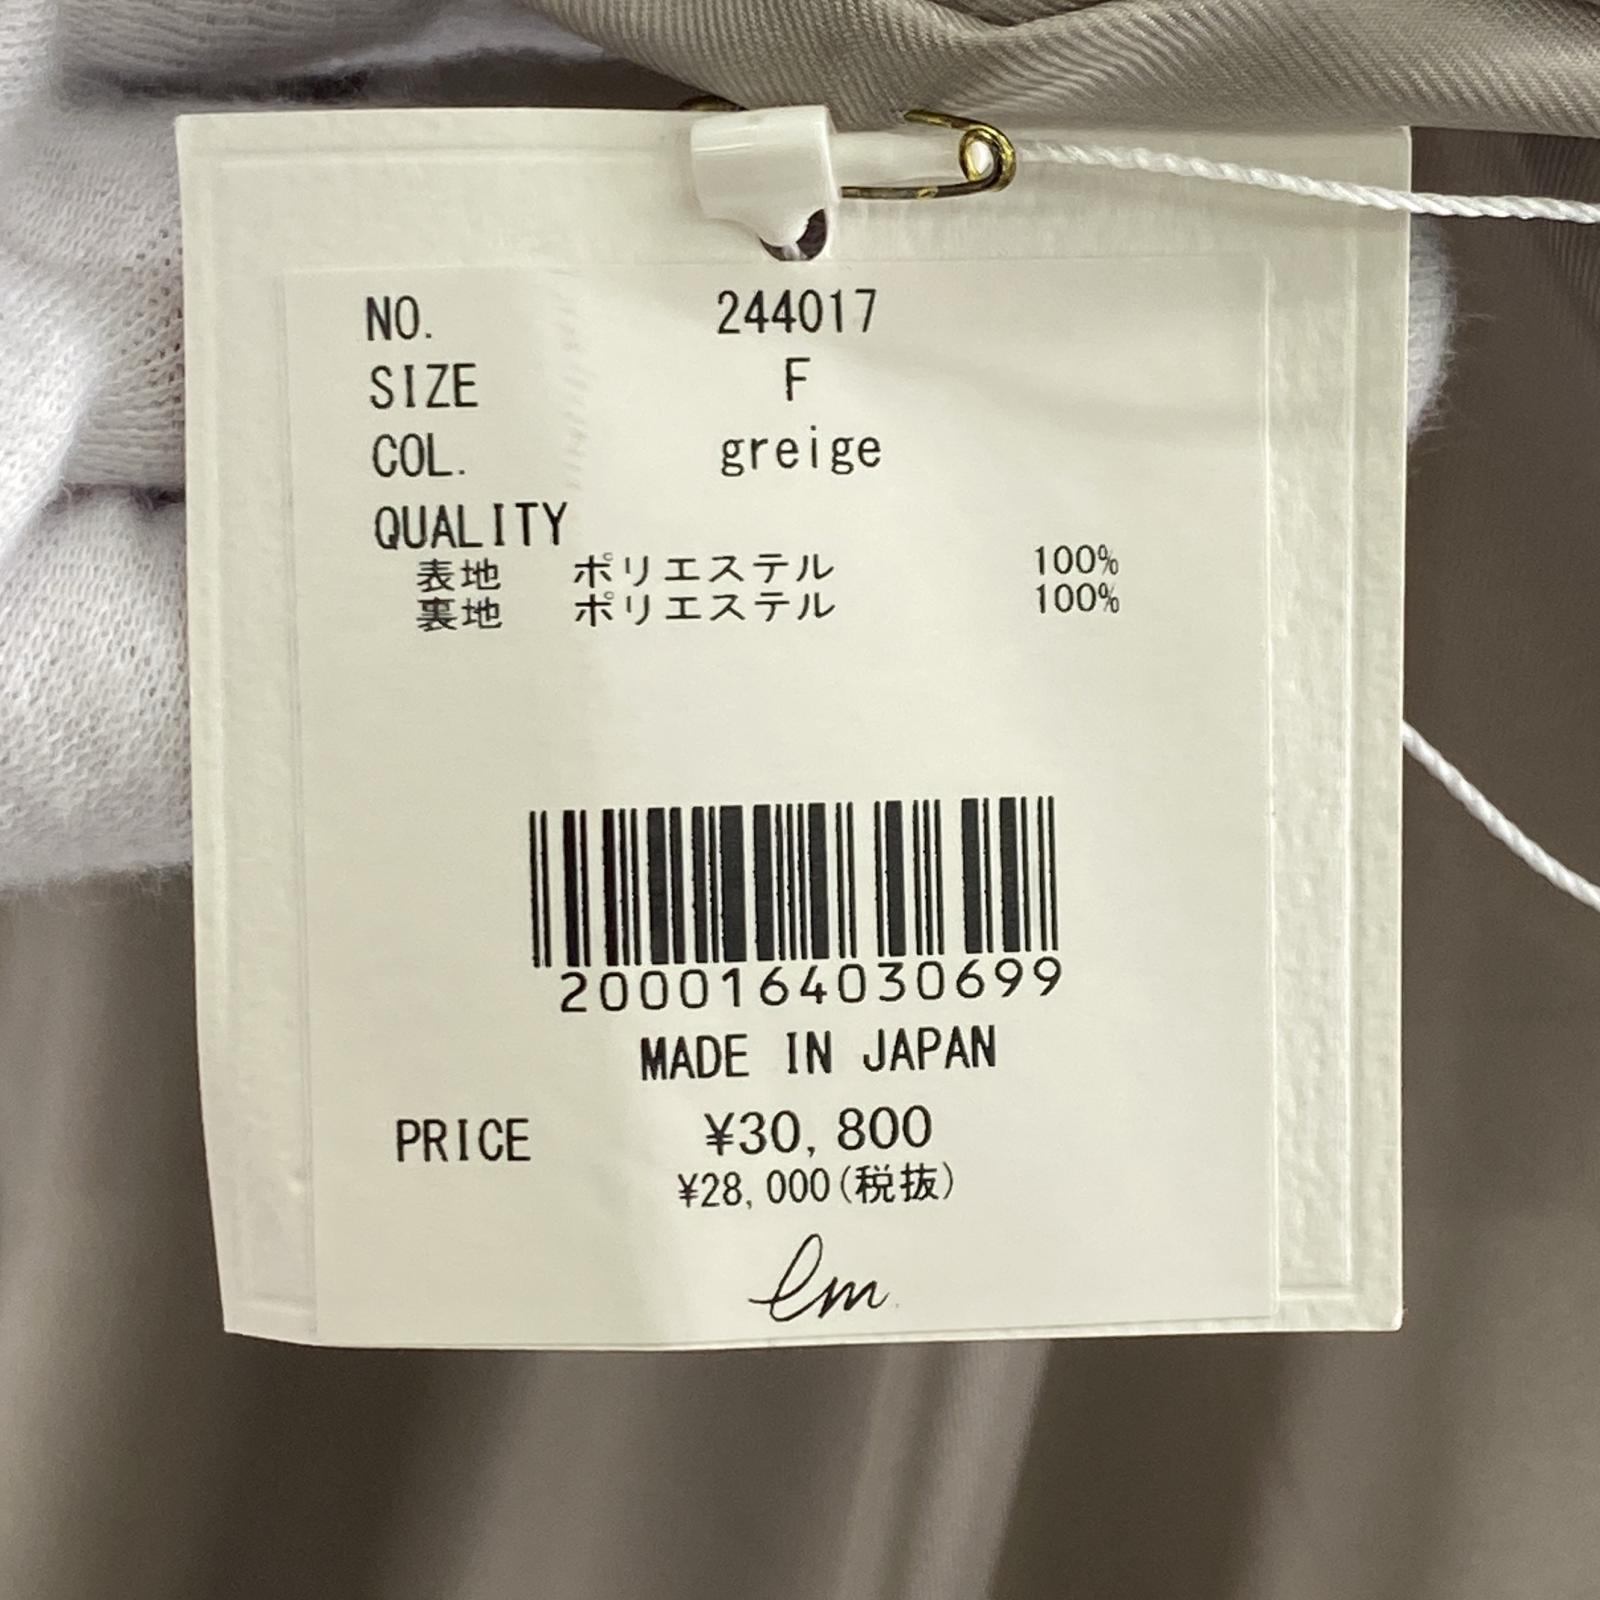 NO. 244017
SIZE F
COL. greige
QUALITY
表地 ポリエステル 100%
裏地 ポリエステル 100%
2000164030699
MADE IN JAPAN
PRICE ¥30,800
¥28,000(税抜)
lm.